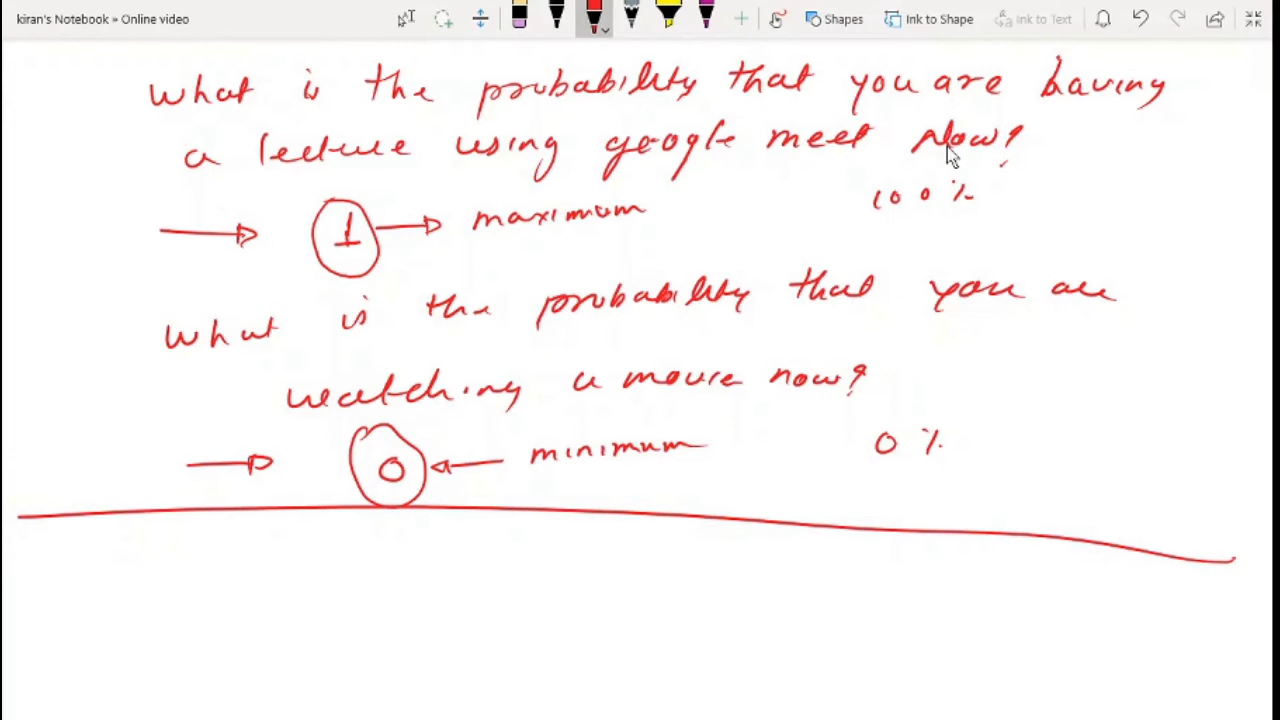 kiran's Notebook » Online video
Shapes
Ink to Shape
Ink to Text
What is the probability that you are having
a lecture using google meet Now?
100%
→ 1 → maximum
What is the probability that you are
watching a movie now?
→ 0 ← minimum 0 %